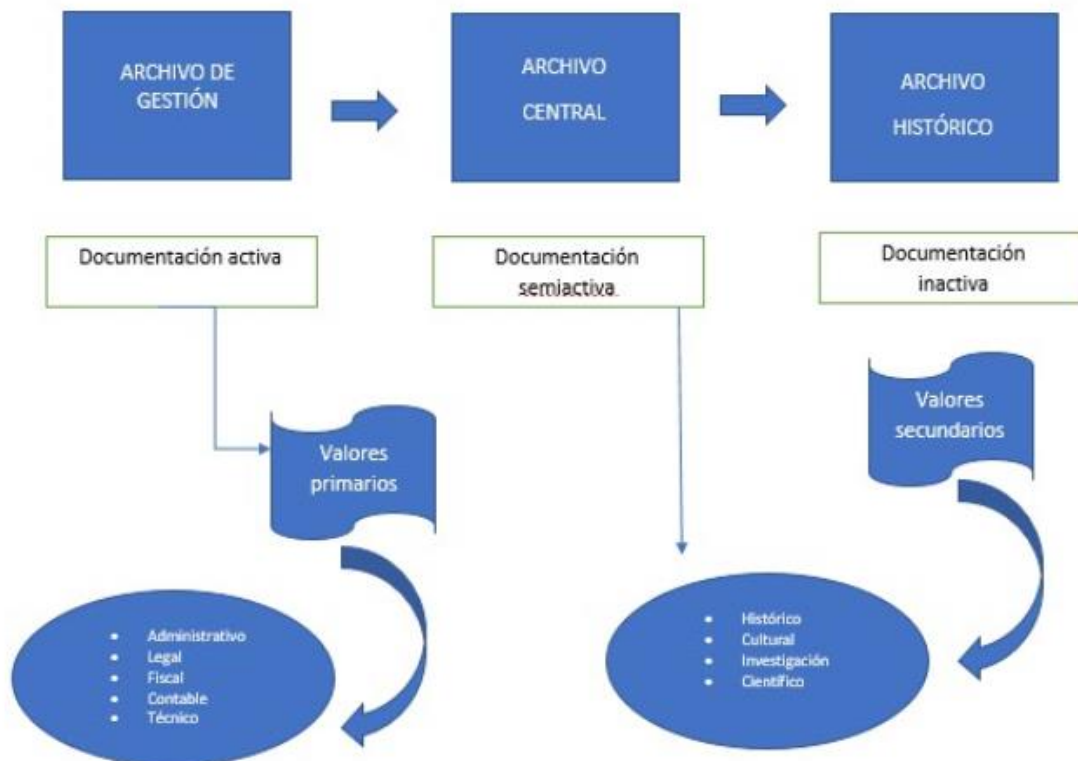 ARCHIVO DE
GESTIÓN
ARCHIVO
CENTRAL
ARCHIVO
HISTÓRICO
Documentación activa
Documentación
semiactiva.
Documentación
inactiva
Valores
primarios
Valores
secundarios
• Administrativo
• Legal
• Fiscal
• Contable
• Técnico
• Histórico
• Cultural
• Investigación
• Científico